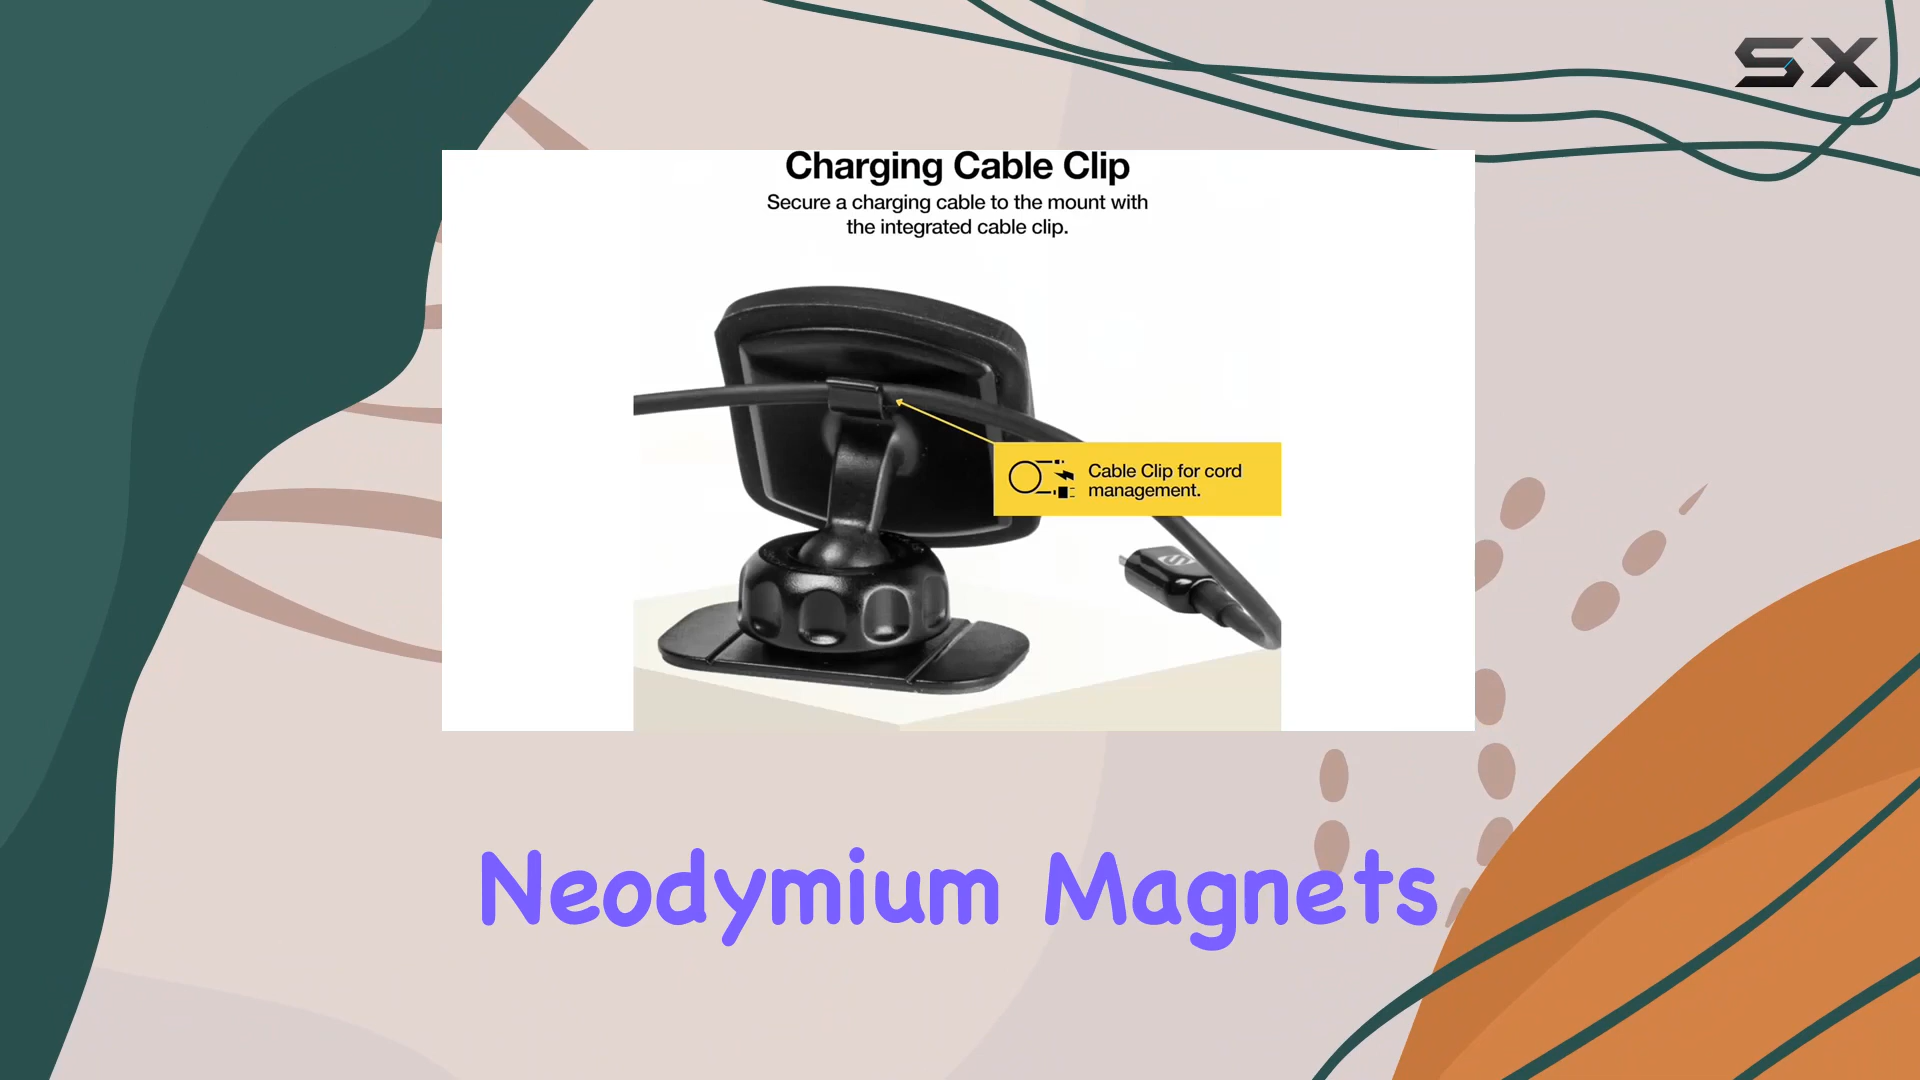 SX
Charging Cable Clip
Secure a charging cable to the mount with
the integrated cable clip.
Cable Clip for cord
management.
Neodymium Magnets